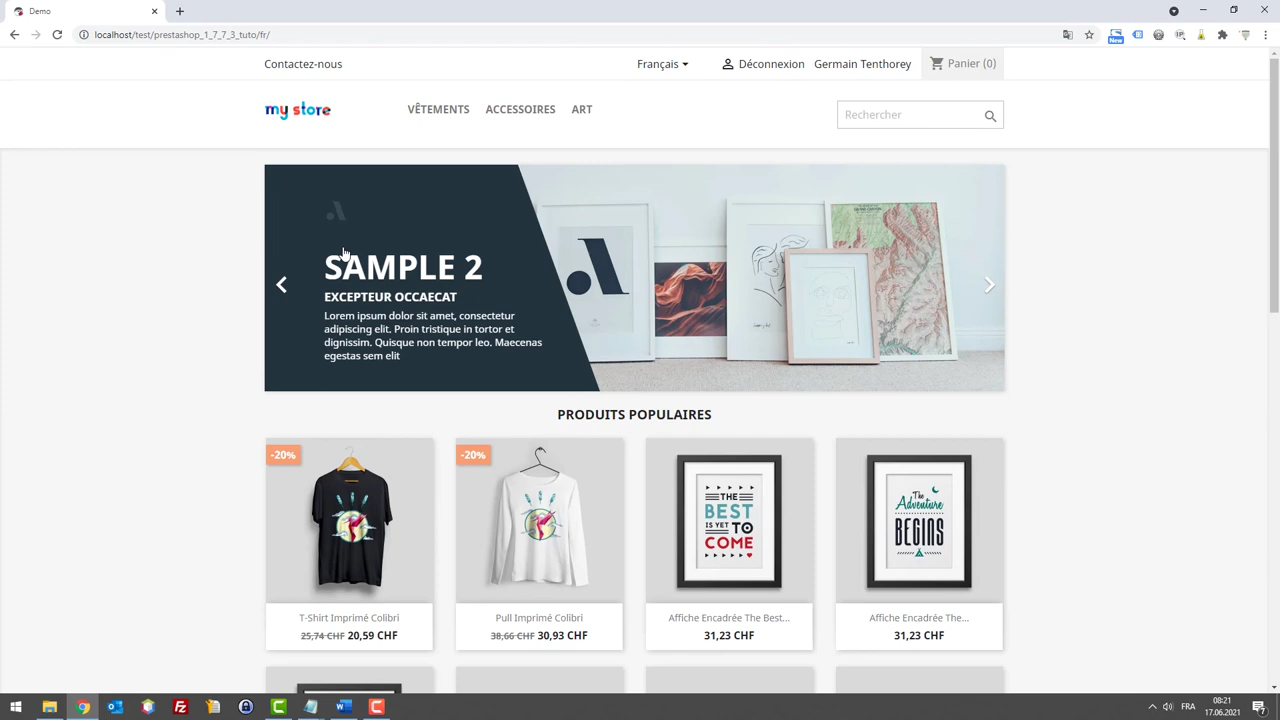 Demo
localhost/test/prestashop_1_7_7_3_tuto/fr/
New
Contactez-nous
Français
Déconnexion
Germain Tenthorey
Panier (0)
my store
VÊTEMENTS
ACCESSOIRES
ART
Rechercher
SAMPLE 2
EXCEPTEUR OCCAECAT
Lorem ipsum dolor sit amet, consectetur
adipiscing elit. Proin tristique in tortor et
dignissim. Quisque non tempor leo. Maecenas
egestas sem elit
PRODUITS POPULAIRES
-20%
-20%
THE
BEST
IS YET TO
COME
The
Adventure
BEGINS
T-Shirt Imprimé Colibri
25,74 CHF 20,59 CHF
Pull Imprimé Colibri
38,66 CHF 30,93 CHF
Affiche Encadrée The Best...
31,23 CHF
Affiche Encadrée The...
31,23 CHF
FRA
08:21
17.06.2021